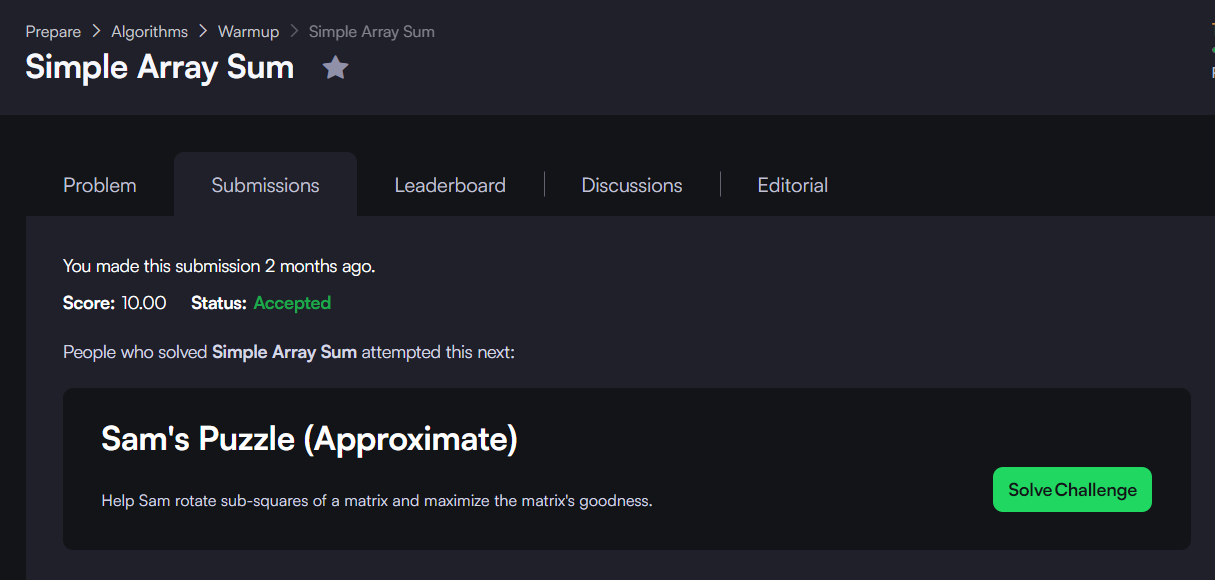 Prepare > Algorithms > Warmup > Simple Array Sum
Simple Array Sum
Problem Submissions Leaderboard Discussions Editorial
You made this submission 2 months ago.
Score: 10.00 Status: Accepted
People who solved Simple Array Sum attempted this next:
Sam's Puzzle (Approximate)
Help Sam rotate sub-squares of a matrix and maximize the matrix's goodness.
Solve Challenge